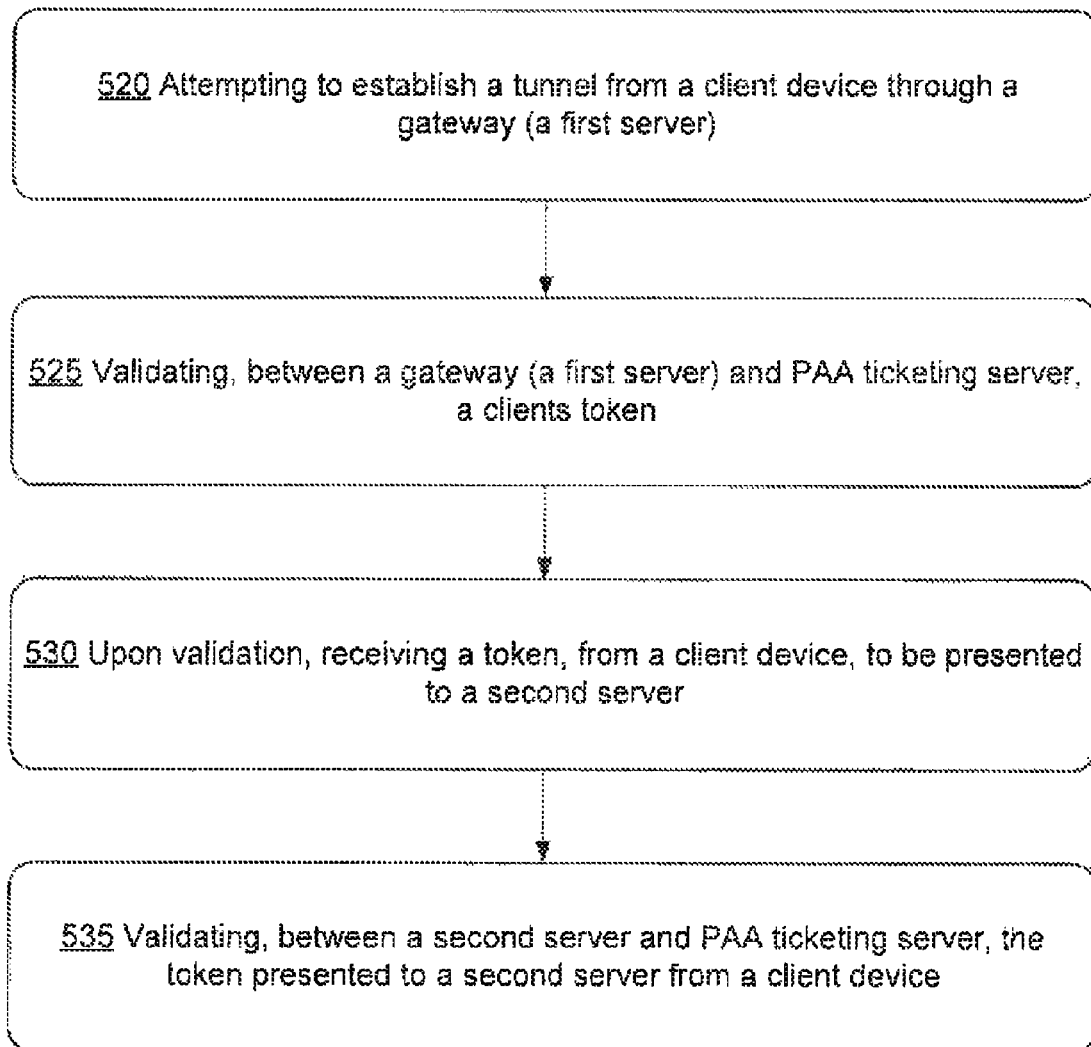 520 Attempting to establish a tunnel from a client device through a
gateway (a first server)
525 Validating, between a gateway (a first server) and PAA ticketing server,
a clients token
530 Upon validation, receiving a token, from a client device, to be presented
to a second server
535 Validating, between a second server and PAA ticketing server, the
token presented to a second server from a client device